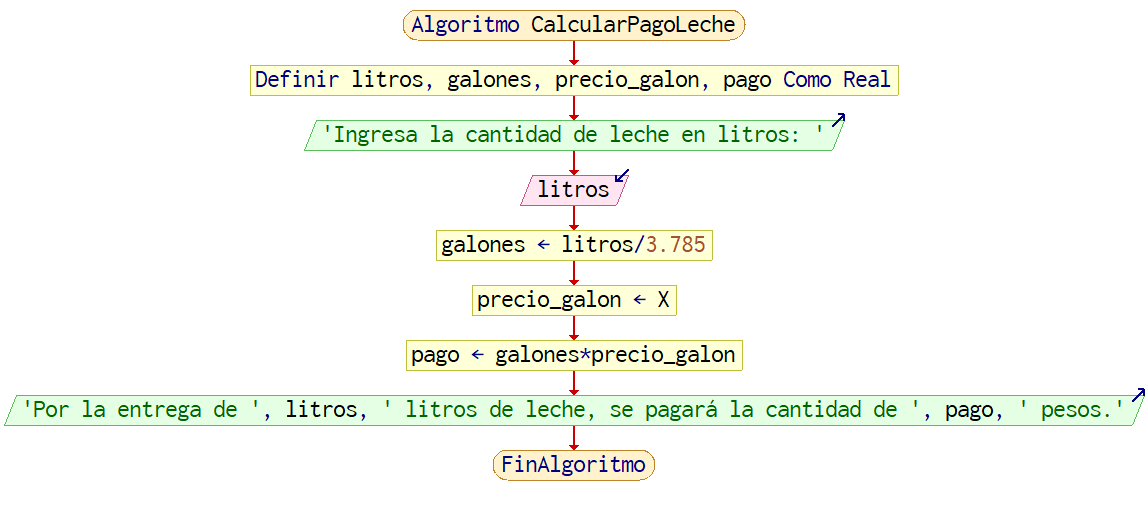 Algoritmo CalcularPagoLeche
Definir litros, galones, precio_galon, pago Como Real
'Ingresa la cantidad de leche en litros: '
litros
galones ← litros/3.785
precio_galon ← X
pago ← galones*precio_galon
'Por la entrega de ', litros, ' litros de leche, se pagará la cantidad de ', pago, ' pesos.'
FinAlgoritmo